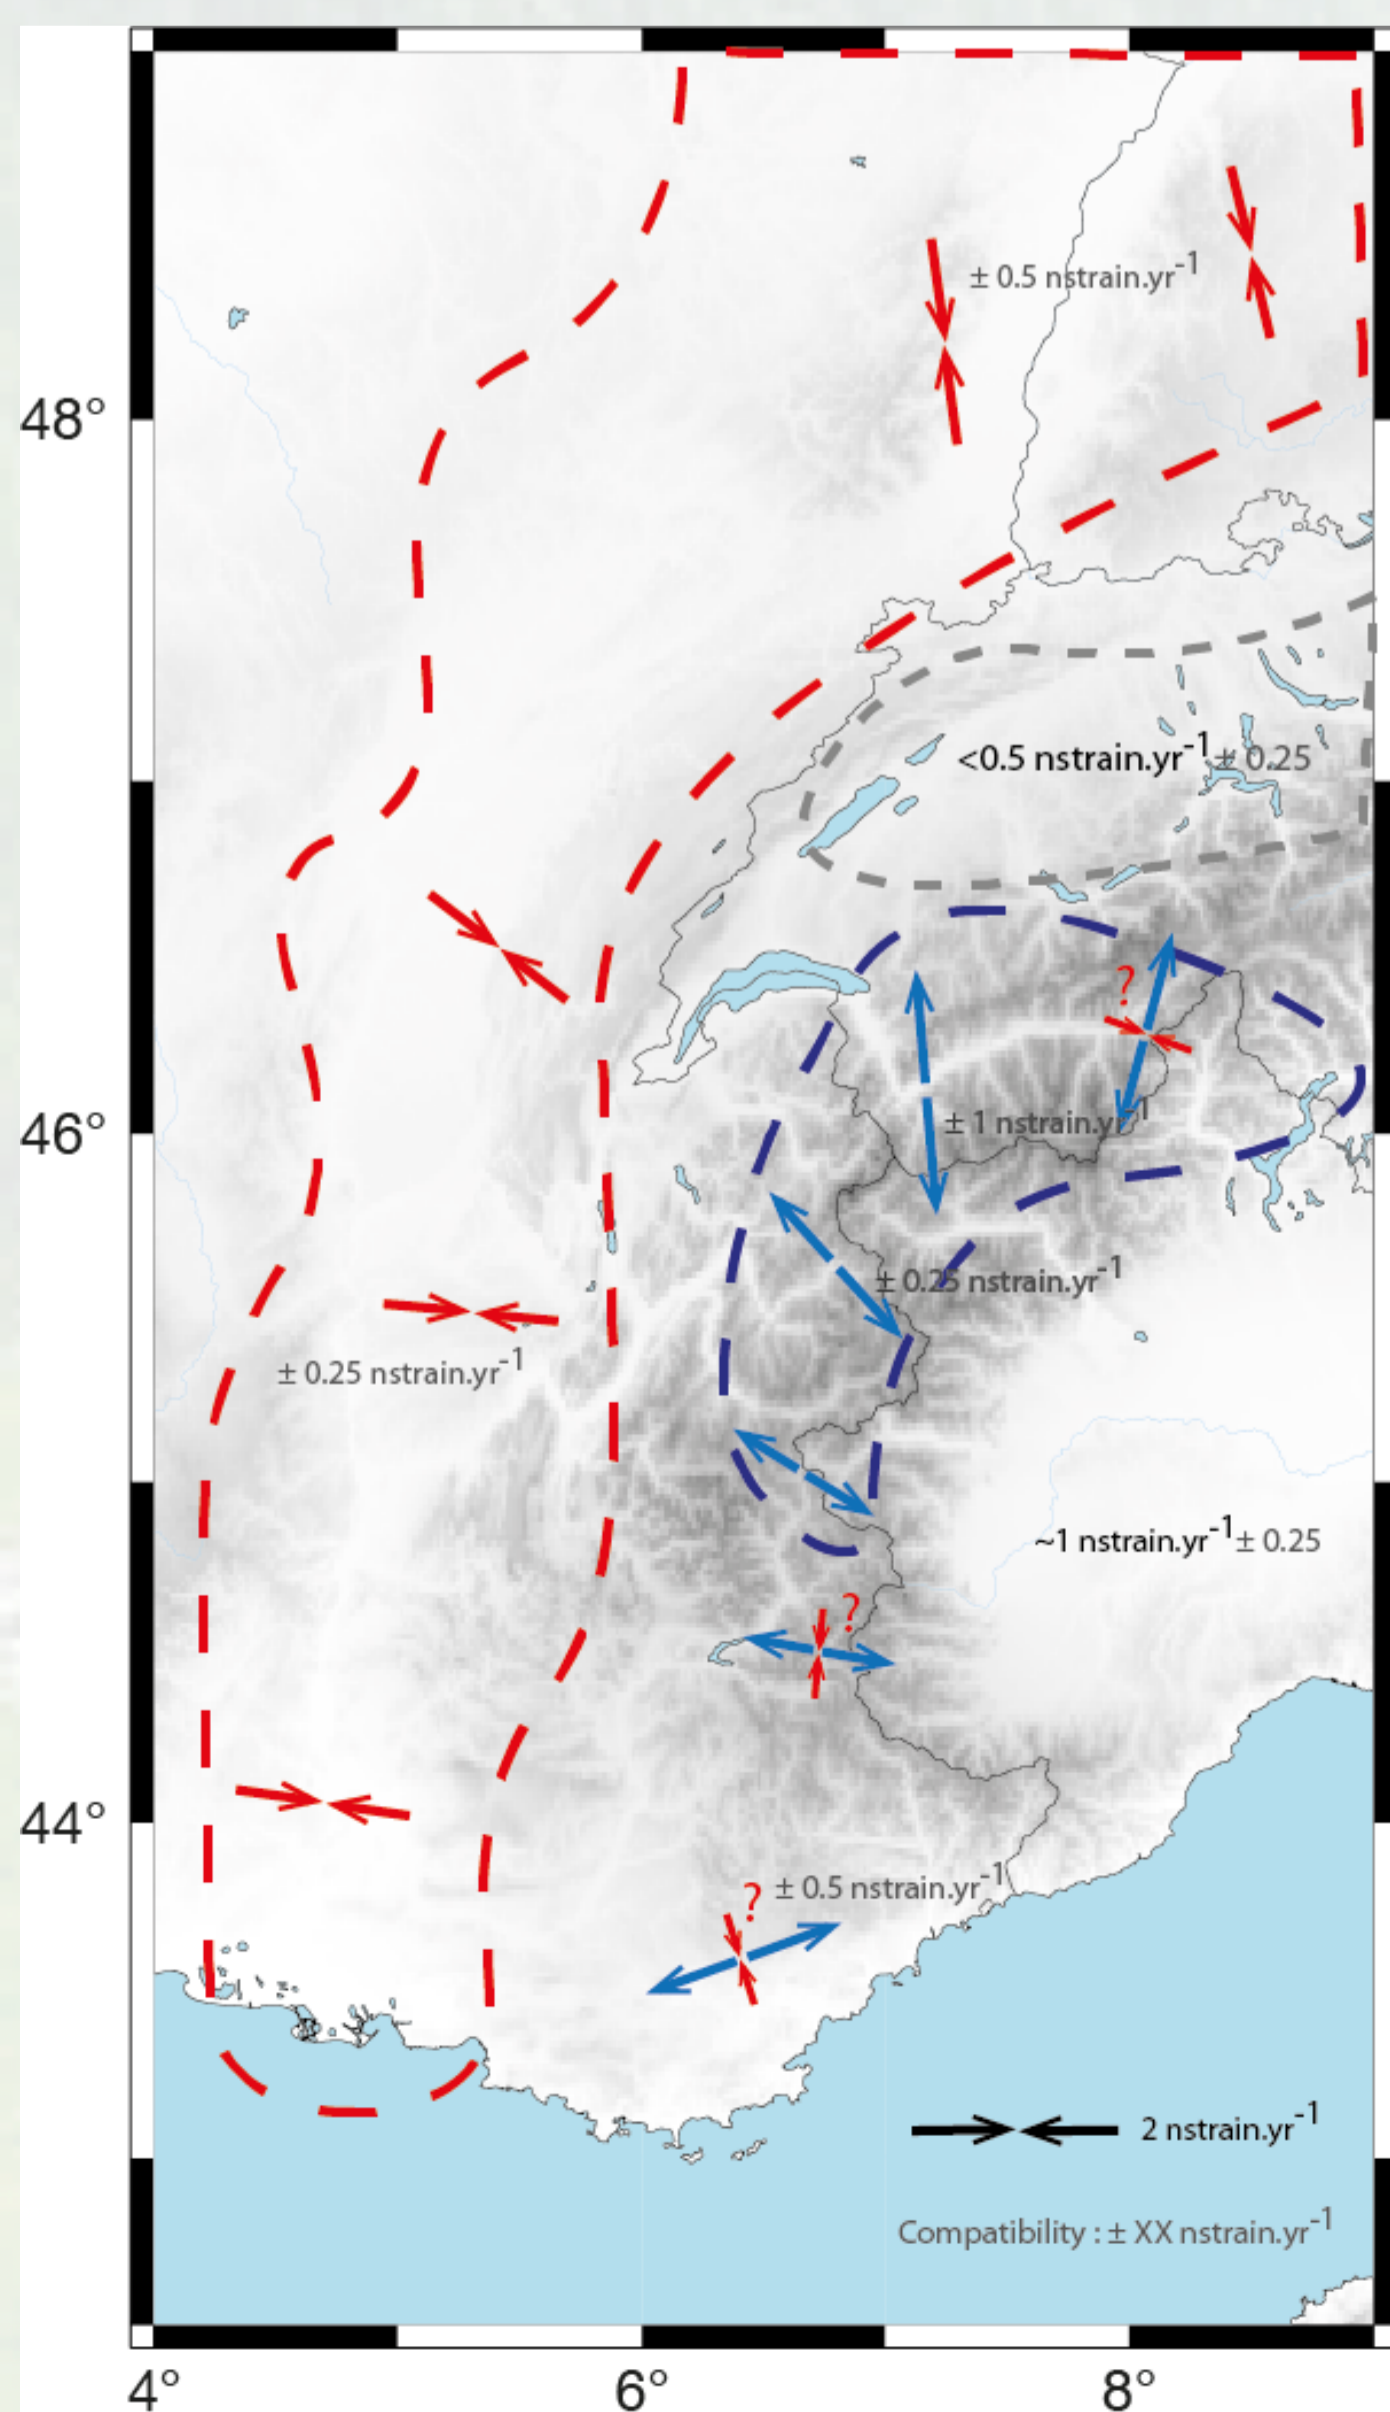 ± 0.5 nstrain.yr-1
48°
<0.5 nstrain.yr-1 ± 0.25
?
± 1 nstrain.yr-1
46°
± 0.25 nstrain.yr-1
± 0.25 nstrain.yr-1
~1 nstrain.yr-1 ± 0.25
?
44°
? ± 0.5 nstrain.yr-1
2 nstrain.yr-1
Compatibility : ± XX nstrain.yr-1
4° 6° 8°